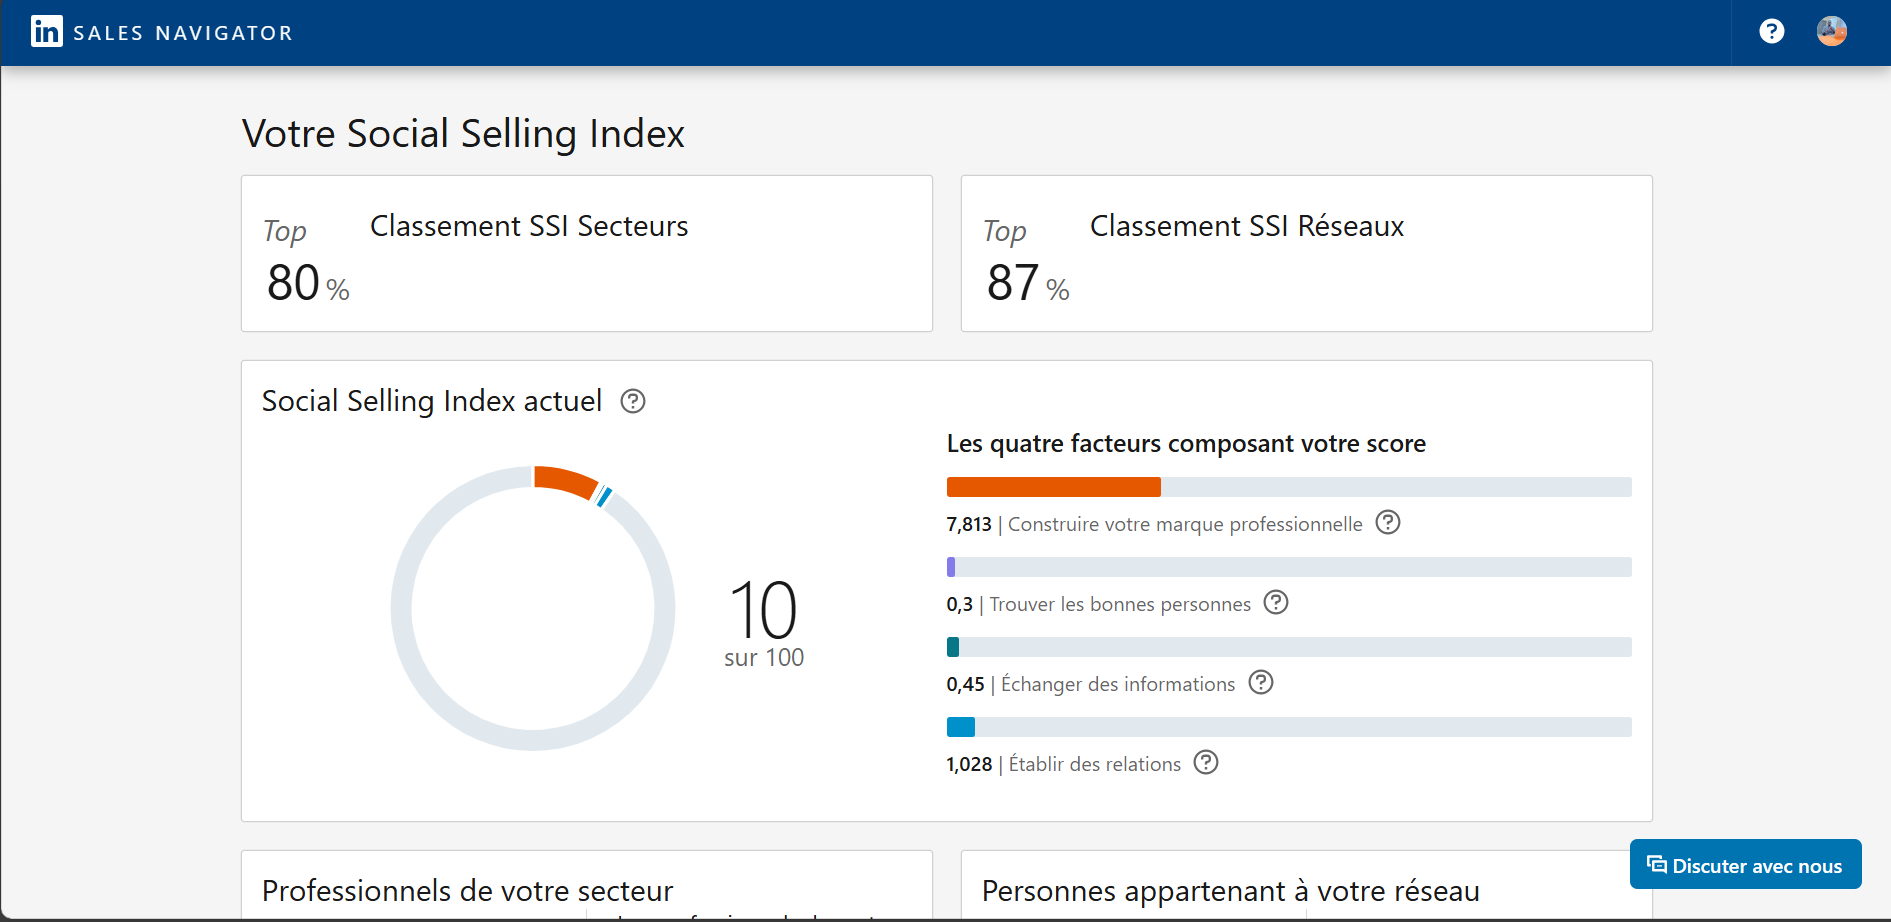 in SALES NAVIGATOR
?
Votre Social Selling Index
Top
Classement SSI Secteurs
80 %
Top
Classement SSI Réseaux
87 %
Social Selling Index actuel ?
10
sur 100
Les quatre facteurs composant votre score
7,813 | Construire votre marque professionnelle ?
0,3 | Trouver les bonnes personnes ?
0,45 | Échanger des informations ?
1,028 | Établir des relations ?
Professionnels de votre secteur
Personnes appartenant à votre réseau
Discuter avec nous